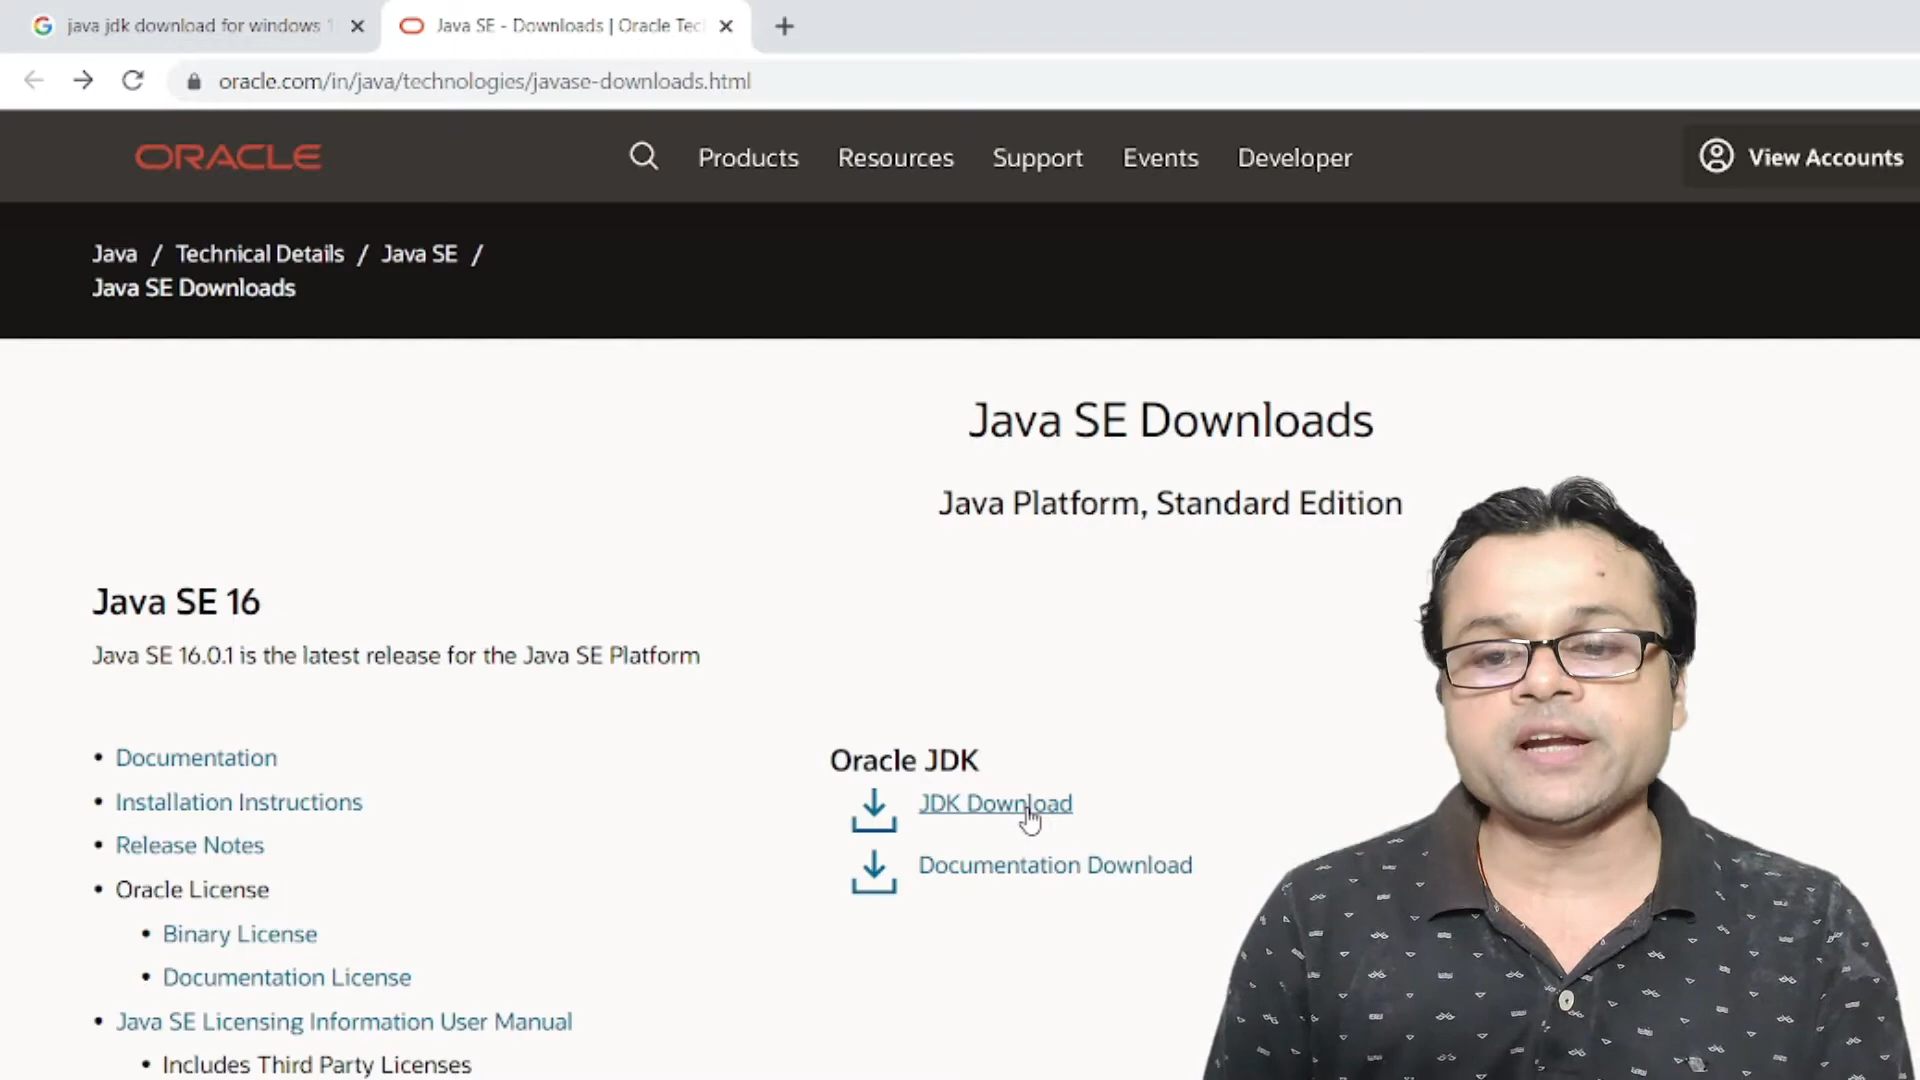 java jdk download for windows 1
Java SE - Downloads | Oracle Tec
oracle.com/in/java/technologies/javase-downloads.html
ORACLE
Products
Resources
Support
Events
Developer
View Accounts
Java / Technical Details / Java SE /
Java SE Downloads
Java SE Downloads
Java Platform, Standard Edition
Java SE 16
Java SE 16.0.1 is the latest release for the Java SE Platform
• Documentation
• Installation Instructions
• Release Notes
• Oracle License
• Binary License
• Documentation License
• Java SE Licensing Information User Manual
• Includes Third Party Licenses
Oracle JDK
JDK Download
Documentation Download